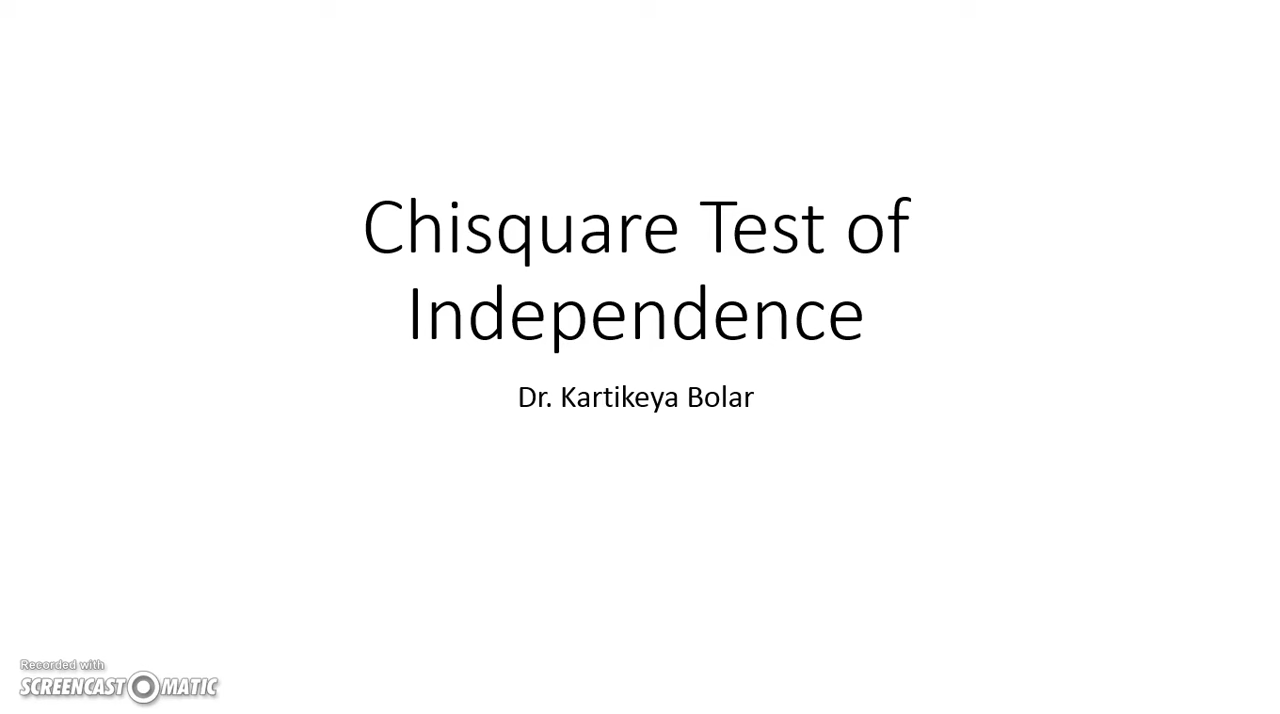 Chisquare Test of
Independence
Dr. Kartikeya Bolar
Recorded with
SCREENCAST-O-MATIC